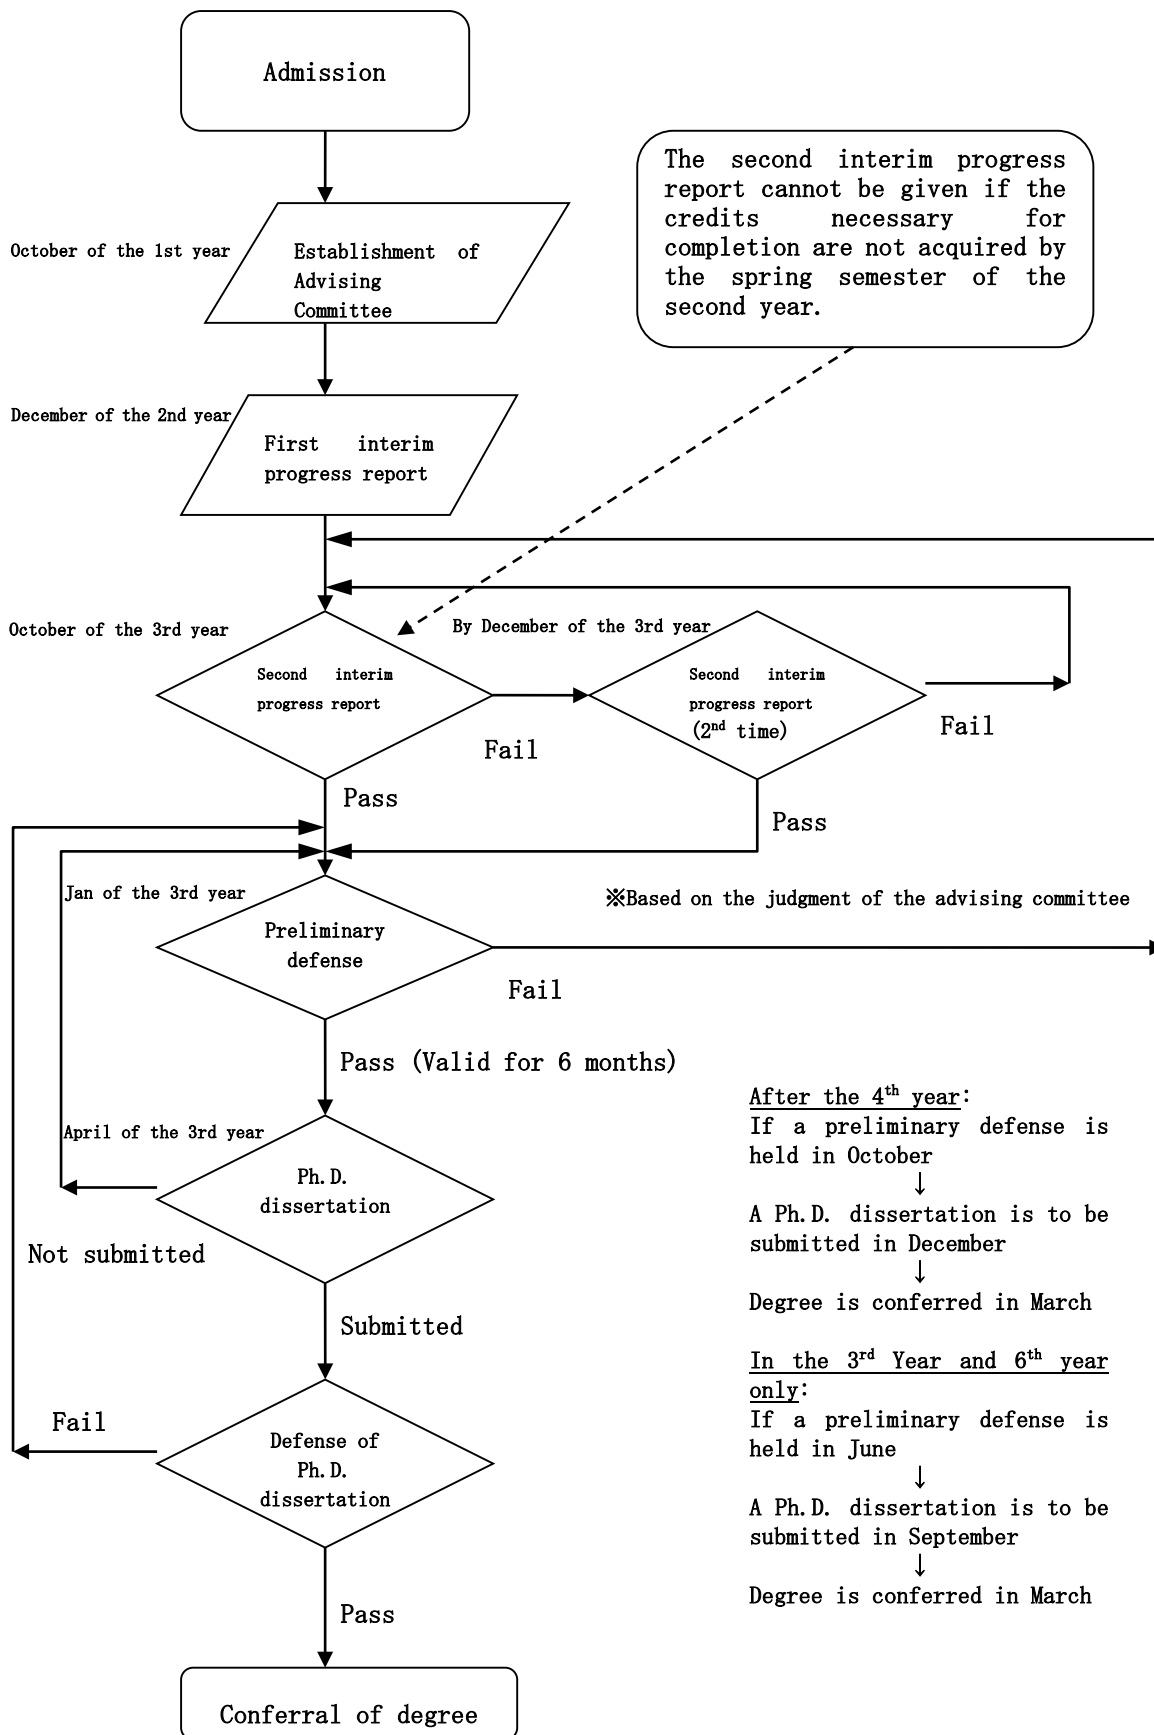 Admission
The second interim progress
report cannot be given if the
credits necessary for
completion are not acquired by
the spring semester of the
second year.
October of the 1st year
Establishment of
Advising
Committee
December of the 2nd year
First interim
progress report
October of the 3rd year
Second interim
progress report
Fail
By December of the 3rd year
Second interim
progress report
(2nd time)
Fail
Pass
Pass
Jan of the 3rd year
Preliminary
defense
※Based on the judgment of the advising committee
Fail
Pass (Valid for 6 months)
April of the 3rd year
Ph.D.
dissertation
Not submitted
Submitted
Fail
Defense of
Ph.D.
dissertation
Pass
Conferral of degree
After the 4th year:
If a preliminary defense is
held in October
↓
A Ph.D. dissertation is to be
submitted in December
↓
Degree is conferred in March
In the 3rd Year and 6th year
only:
If a preliminary defense is
held in June
↓
A Ph.D. dissertation is to be
submitted in September
↓
Degree is conferred in March